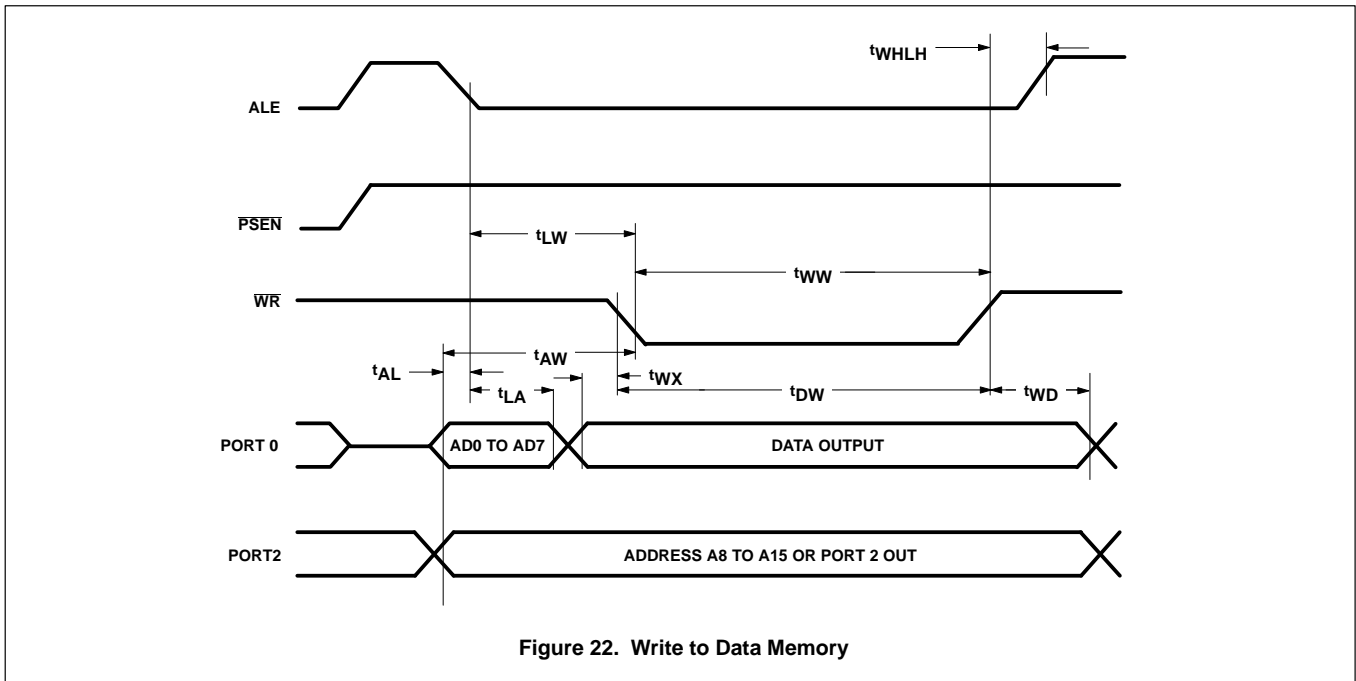 tWHLH
ALE
PSEN
tLW
tWW
WR
tAW
tAL
tWX
tLA
tDW
tWD
PORT 0
AD0 TO AD7
DATA OUTPUT
PORT2
ADDRESS A8 TO A15 OR PORT 2 OUT
Figure 22. Write to Data Memory